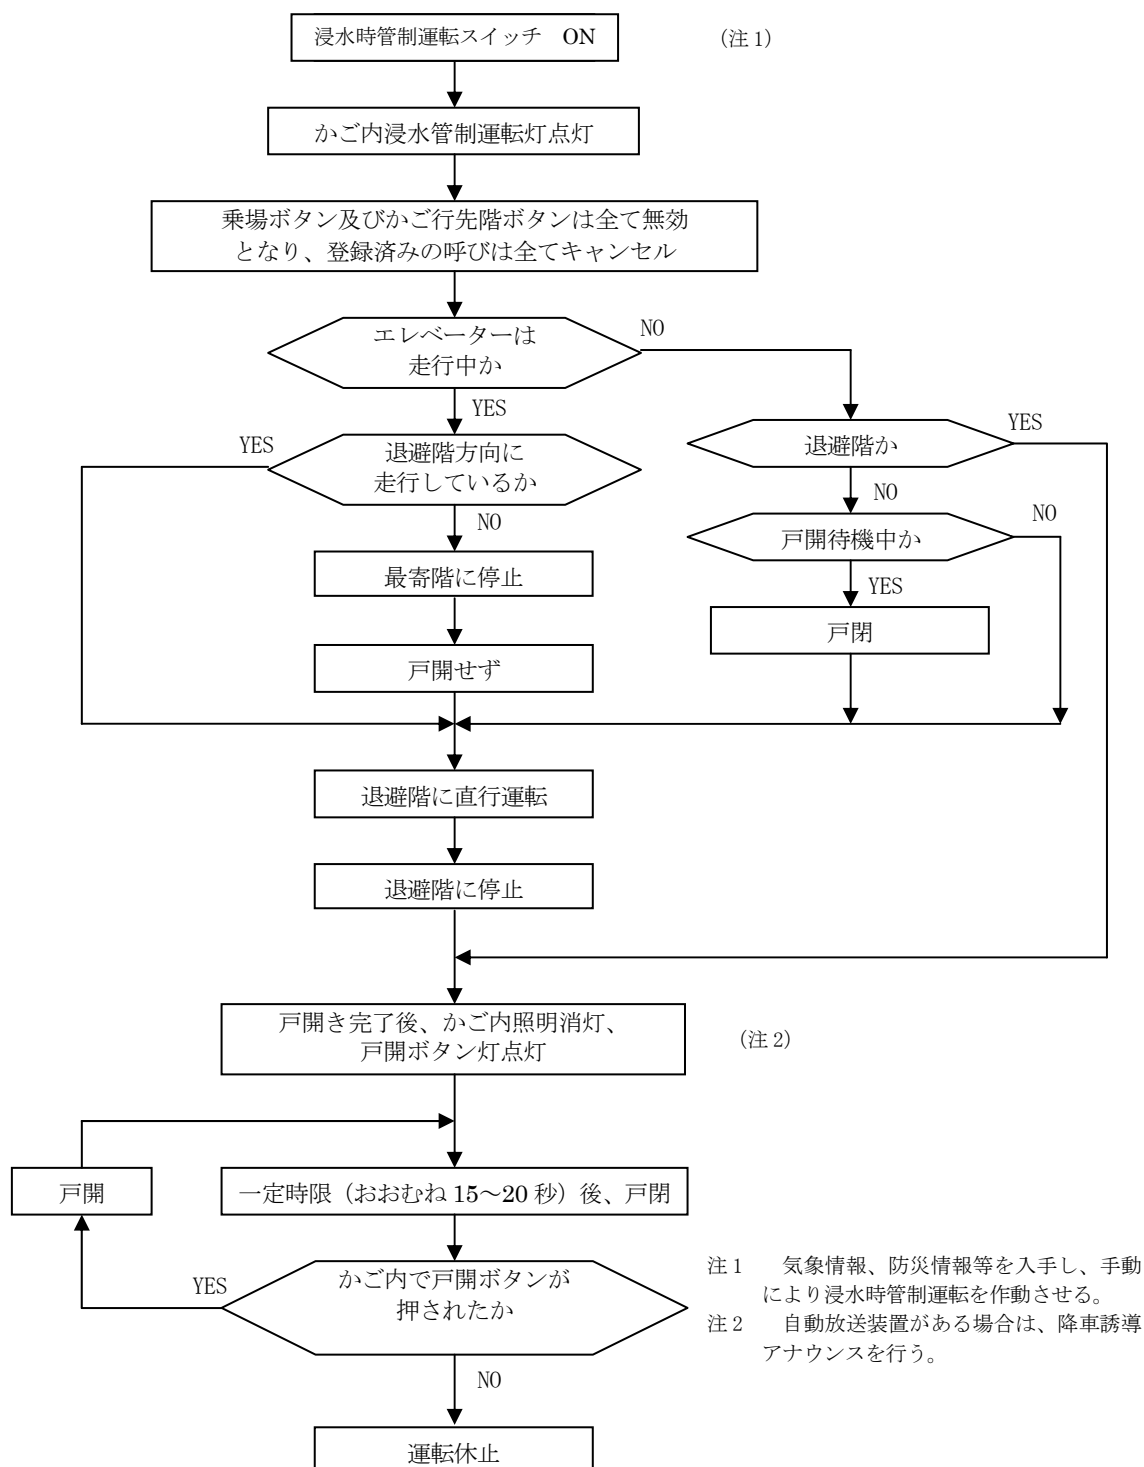 浸水時管制運転スイッチ　ON
（注１）
かご内浸水管制運転灯点灯
乗場ボタン及びかご行先階ボタンは全て無効
となり、登録済みの呼びは全てキャンセル
エレベーターは
走行中か
NO
YES
退避階か
YES
YES
退避階方向に
走行しているか
NO
NO
戸開待機中か
NO
最寄階に停止
YES
戸閉
戸開せず
退避階に直行運転
退避階に停止
戸開き完了後、かご内照明消灯、
戸開ボタン灯点灯
（注２）
戸開
一定時限（おおむね 15～20 秒）後、戸閉
YES
かご内で戸開ボタンが
押されたか
NO
運転休止
注１　気象情報、防災情報等を入手し、手動
により浸水時管制運転を作動させる。
注２　自動放送装置がある場合は、降車誘導
アナウンスを行う。